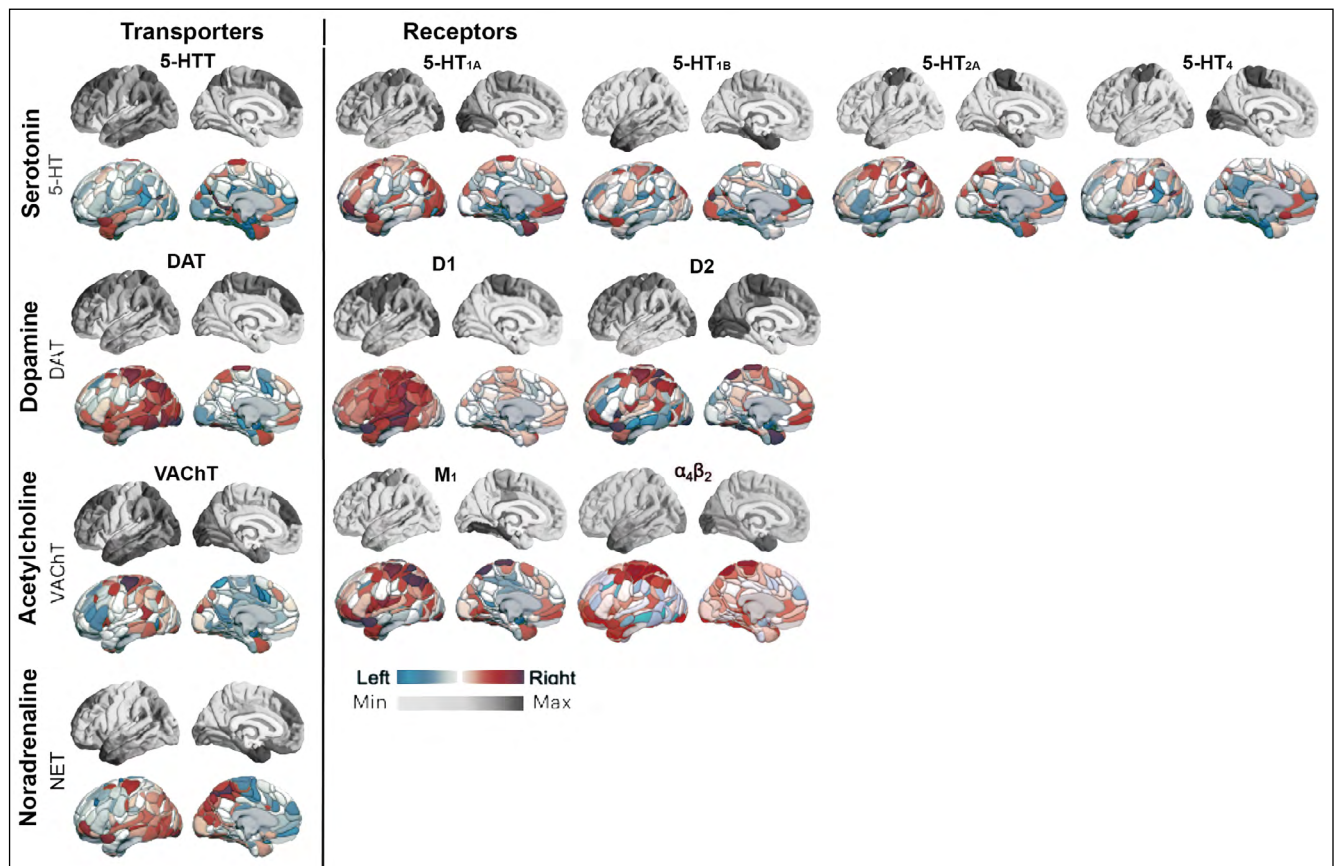 Transporters
Receptors
Serotonin
5-HT
5-HTT
5-HT1A
5-HT1B
5-HT2A
5-HT4
Dopamine
DAT
DAT
D1
D2
Acetylcholine
VAChT
VAChT
M1
α4β2
Left
Riaht
Min
Max
Noradrenaline
NET